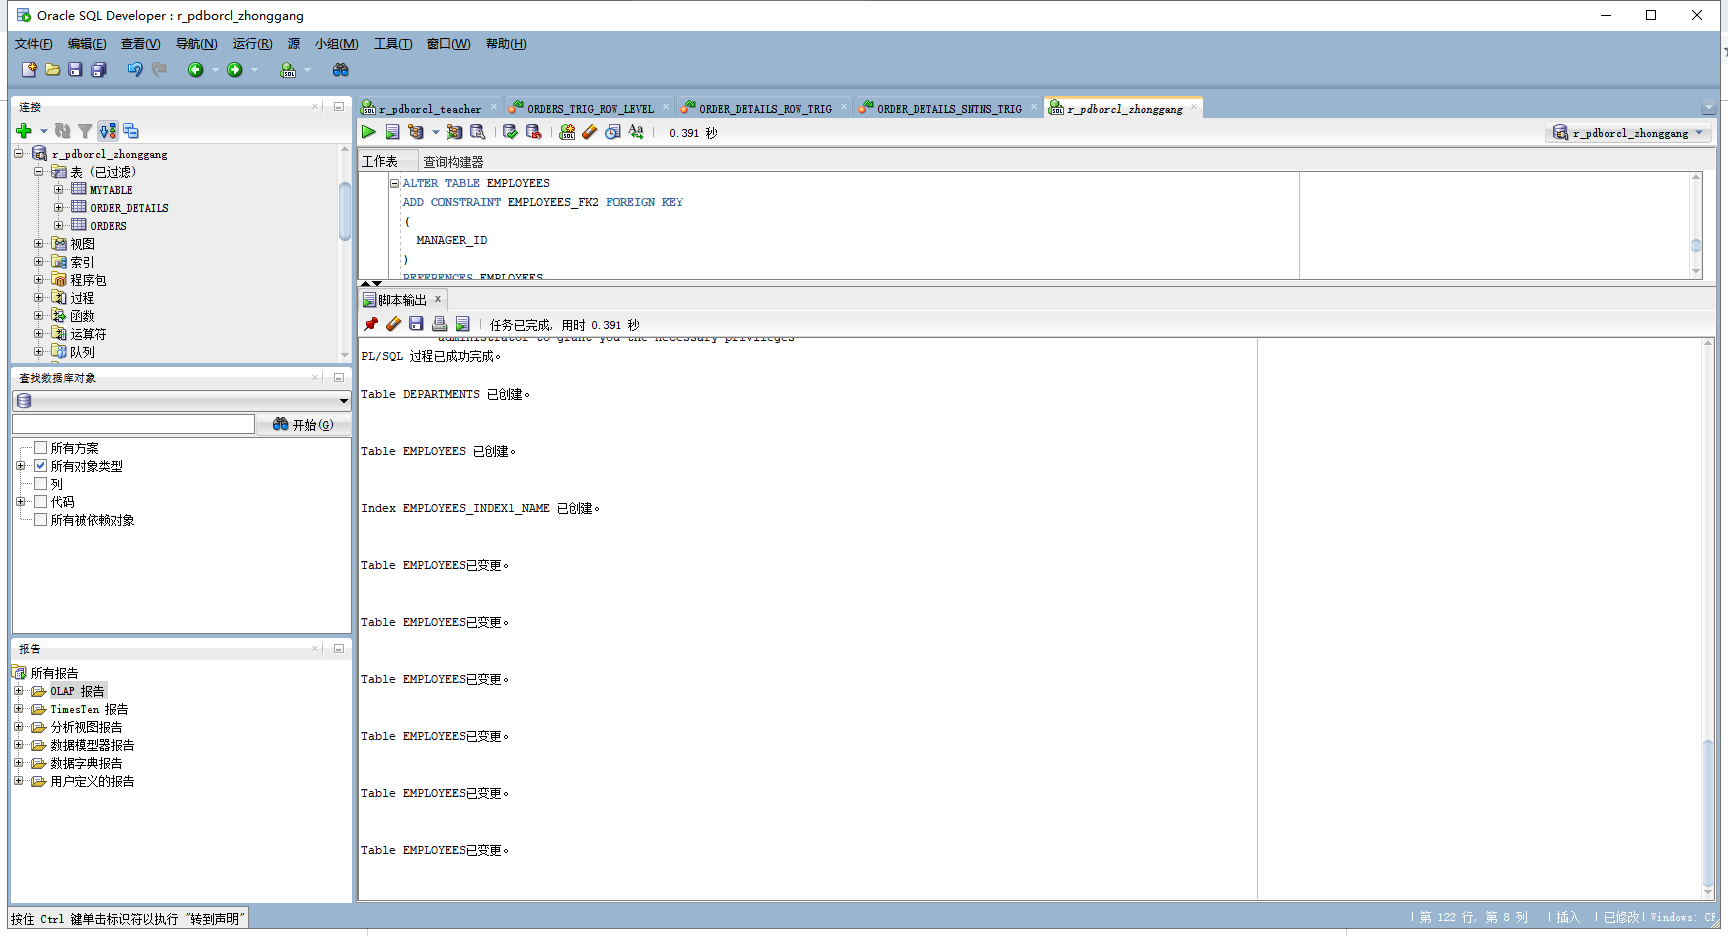 Oracle SQL Developer : r_pdborcl_zhonggang
文件(F) 编辑(E) 查看(V) 导航(N) 运行(R) 源 小组(M) 工具(T) 窗口(W) 帮助(H)
连接
r_pdborcl_zhonggang
表 (已过滤)
MYTABLE
ORDER_DETAILS
ORDERS
视图
索引
程序包
过程
函数
运算符
队列
查找数据库对象
开始(G)
所有方案
所有对象类型
列
代码
所有被依赖对象
报告
所有报告
OLAP 报告
TimesTen 报告
分析视图报告
数据模型器报告
数据字典报告
用户定义的报告
r_pdborcl_teacher ORDERS_TRIG_ROW_LEVEL ORDER_DETAILS_ROW_TRIG ORDER_DETAILS_SNTNS_TRIG r_pdborcl_zhonggang
0.391 秒
r_pdborcl_zhonggang
工作表 查询构建器
ALTER TABLE EMPLOYEES
ADD CONSTRAINT EMPLOYEES_FK2 FOREIGN KEY
(
MANAGER_ID
)
REFERENCES EMPLOYEES
脚本输出
任务已完成, 用时 0.391 秒
administrator to grant you the necessary privileges
PL/SQL 过程已成功完成。
Table DEPARTMENTS 已创建。
Table EMPLOYEES 已创建。
Index EMPLOYEES_INDEX1_NAME 已创建。
Table EMPLOYEES已变更。
Table EMPLOYEES已变更。
Table EMPLOYEES已变更。
Table EMPLOYEES已变更。
Table EMPLOYEES已变更。
Table EMPLOYEES已变更。
按住 Ctrl 键单击标识符以执行 "转到声明"
第 122 行, 第 8 列 插入 已修改 Windows: CR